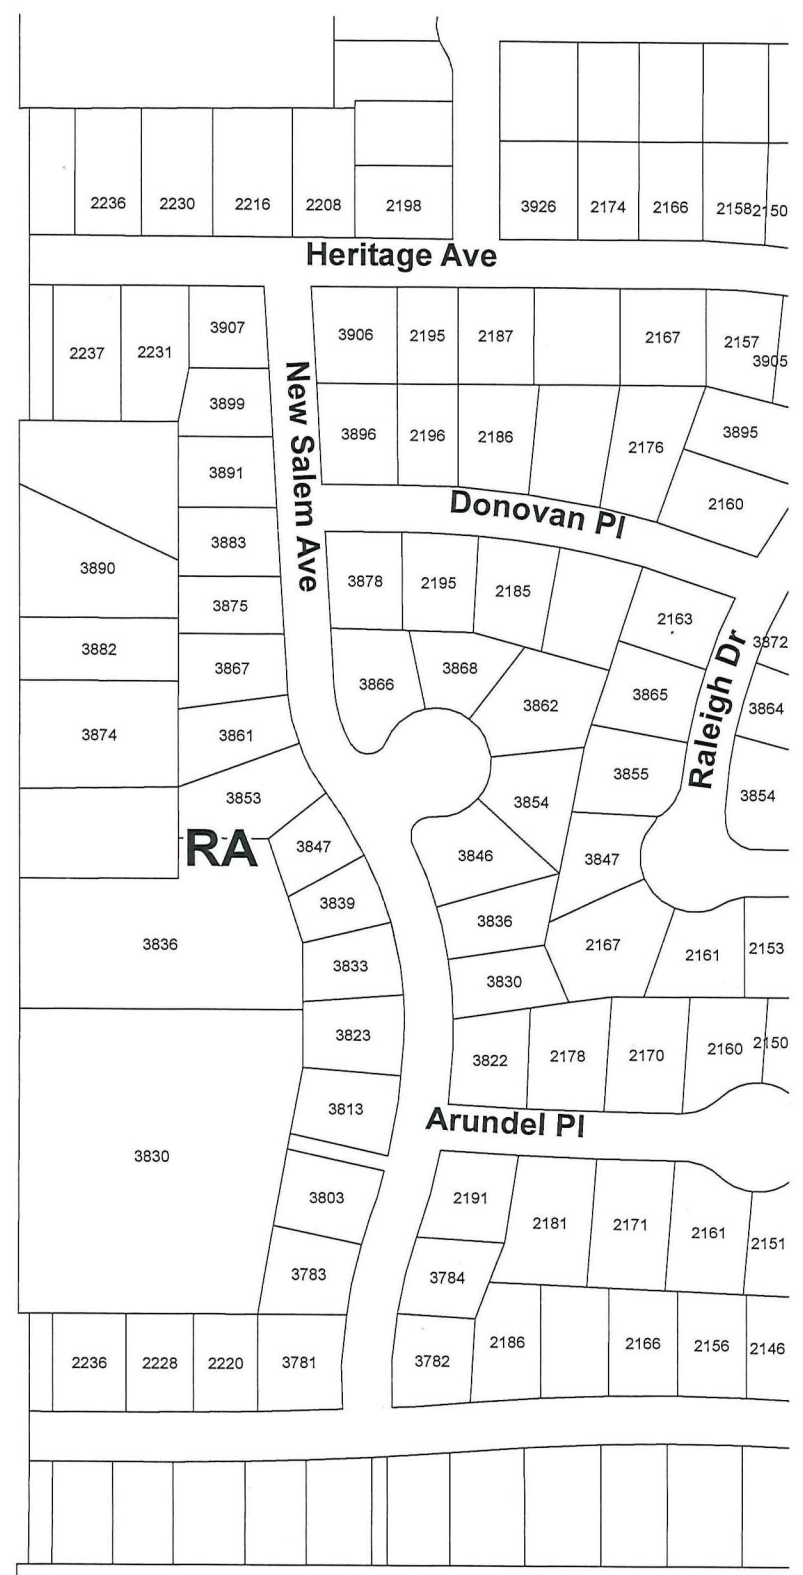 2236 2230 2216 2208 2198 3926 2174 2166 2158 2150
Heritage Ave
2237 2231 3907 3906 2195 2187 2167 2157 3905
New Salem Ave
3899 3896 2196 2186 2176 3895
3891 2160
Donovan Pl
3890 3883
3875 3878 2195 2185 2163
Raleigh Dr
3882 3867 3866 3868 3862 3865 3872
3874 3861 3864
3853 3854 3855 3854
RA
3847 3846 3847
3839 3836
3836 3833 3830 2167 2161 2153
3823 3822 2178 2170 2160 2150
3813
Arundel Pl
3830 3803 2191 2181 2171 2161 2151
3783 3784
2236 2228 2220 3781 3782 2186 2166 2156 2146